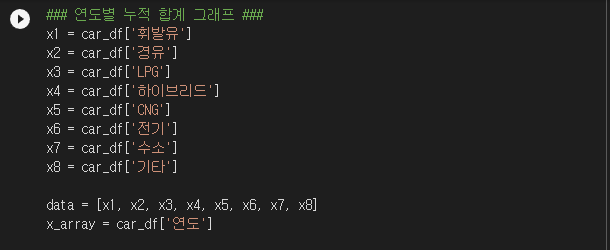 ### 연도별 누적 합계 그래프 ###
x1 = car_df['휘발유']
x2 = car_df['경유']
x3 = car_df['LPG']
x4 = car_df['하이브리드']
x5 = car_df['CNG']
x6 = car_df['전기']
x7 = car_df['수소']
x8 = car_df['기타']
data = [x1, x2, x3, x4, x5, x6, x7, x8]
x_array = car_df['연도']